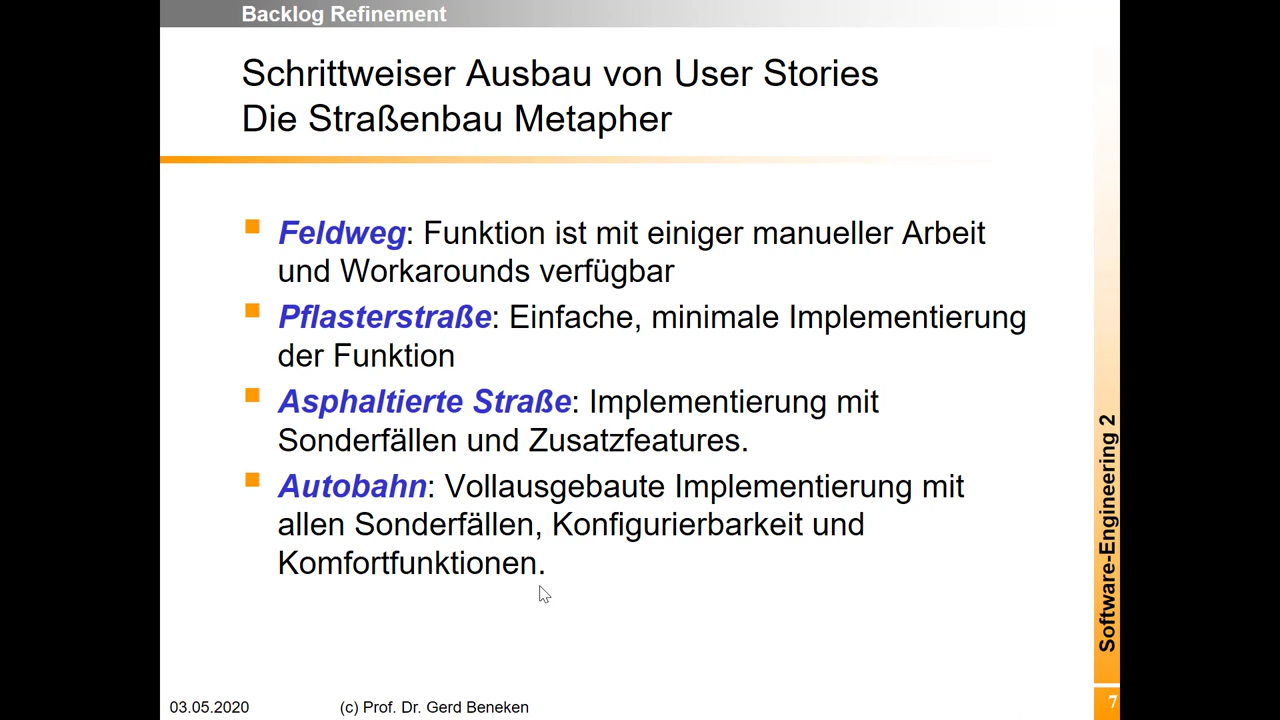 Backlog Refinement
Schrittweiser Ausbau von User Stories
Die Straßenbau Metapher
Feldweg: Funktion ist mit einiger manueller Arbeit
und Workarounds verfügbar
Pflasterstraße: Einfache, minimale Implementierung
der Funktion
Asphaltierte Straße: Implementierung mit
Sonderfällen und Zusatzfeatures.
Autobahn: Vollausgebaute Implementierung mit
allen Sonderfällen, Konfigurierbarkeit und
Komfortfunktionen.
Software-Engineering 2
03.05.2020
(c) Prof. Dr. Gerd Beneken
7